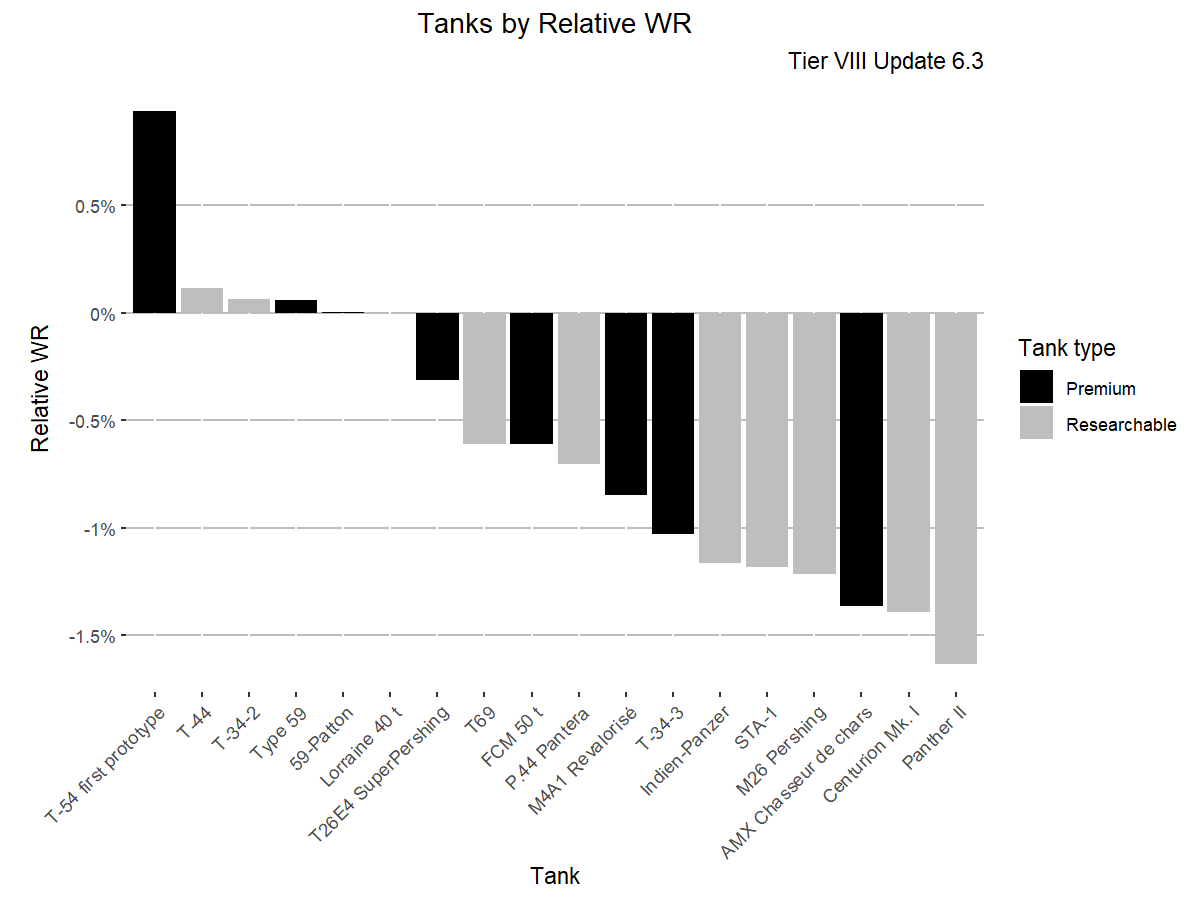 Tanks by Relative WR
Tier VIII Update 6.3
Relative WR
0.5%
0%
-0.5%
-1%
-1.5%
T-54 first prototype
T-44
T-34-2
Type 59
59-Patton
Lorraine 40 t
T26E4 SuperPershing
T69
FCM 50 t
P.44 Pantera
M4A1 Revalorisé
T-34-3
Indien-Panzer
STA-1
M26 Pershing
AMX Chasseur de chars
Centurion Mk. I
Panther II
Tank
Tank type
Premium
Researchable